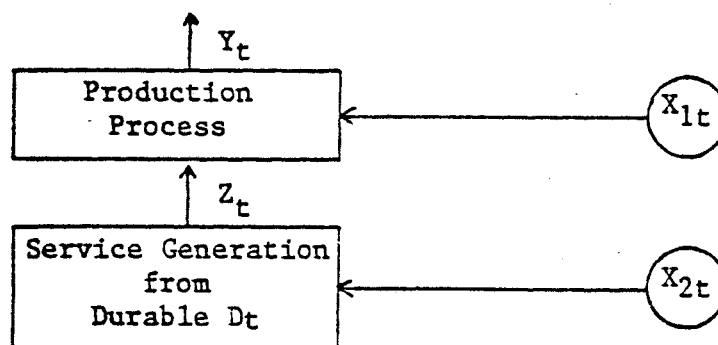 Y_t
Production
Process
X_1t
Z_t
Service Generation
from
Durable D_t
X_2t